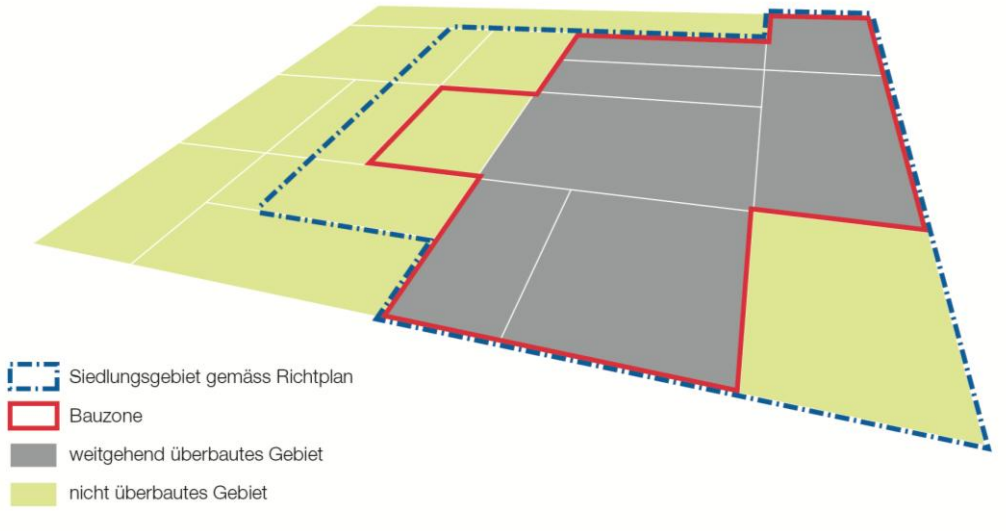 Siedlungsgebiet gemäss Richtplan
Bauzone
weitgehend überbautes Gebiet
nicht überbautes Gebiet